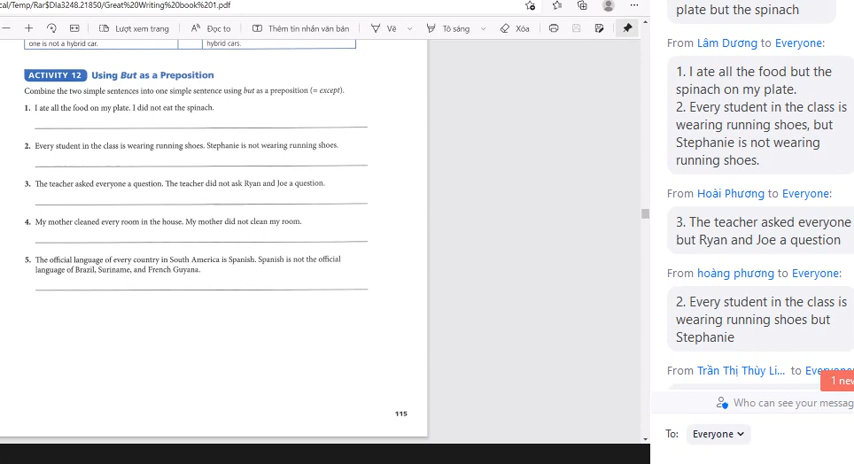 cal/Temp/Rar$DIa3248.21850/Great%20Writing%20book%201.pdf
Lượt xem trang
Đọc to
Thêm tin nhắn văn bản
Vẽ
Tô sáng
Xóa
one is not a hybrid car.
hybrid cars.
ACTIVITY 12 Using But as a Preposition
Combine the two simple sentences into one simple sentence using but as a preposition (= except).
1. I ate all the food on my plate. I did not eat the spinach.
2. Every student in the class is wearing running shoes. Stephanie is not wearing running shoes.
3. The teacher asked everyone a question. The teacher did not ask Ryan and Joe a question.
4. My mother cleaned every room in the house. My mother did not clean my room.
5. The official language of every country in South America is Spanish. Spanish is not the official
language of Brazil, Suriname, and French Guyana.
115
plate but the spinach
From Lâm Dương to Everyone:
1. I ate all the food but the
spinach on my plate.
2. Every student in the class is
wearing running shoes, but
Stephanie is not wearing
running shoes.
From Hoài Phương to Everyone:
3. The teacher asked everyone
but Ryan and Joe a question
From hoàng phương to Everyone:
2. Every student in the class is
wearing running shoes but
Stephanie
From Trần Thị Thùy Li... to Everyone:
1 new
Who can see your messag
To: Everyone